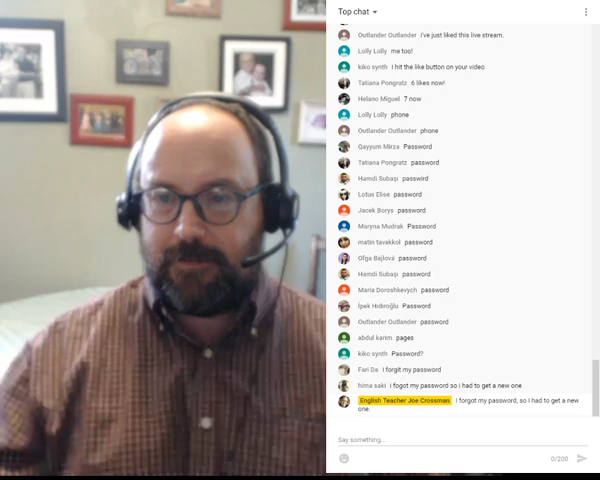 Top chat
Outlander Outlander I've just liked this live stream.
Lolly Lolly me too!
kiko synth I hit the like button on your video
Tatiana Pongratz 6 likes now!
Helano Miguel 7 now
Lolly Lolly phone
Outlander Outlander phone
Qayyum Mirza Password
Tatiana Pongratz password
Hamdi Subaşı passwird
Lotus Elise password
Jacek Borys password
Maryna Mudrak Password
matin tavakkol password
Olga Bajlová password
Hamdi Subaşı password
Maria Doroshkevych password
İpek Hıdıroğlu Password
Outlander Outlander password
abdul karim pages
kiko synth Password?
Fari Da I forgit my password
hima saki i fogot my password so i had to get a new one
English Teacher Joe Crossman I forgot my password, so I had to get a new
one.
Say something...
0/200